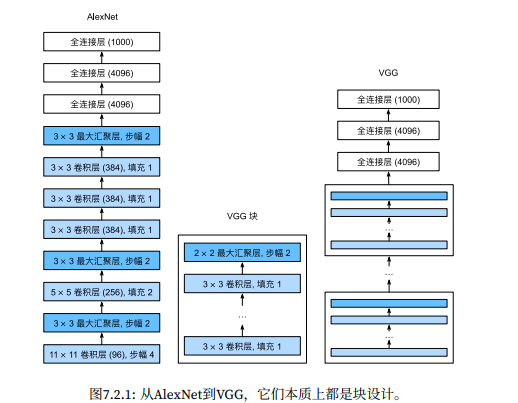 AlexNet
全连接层 (1000)
全连接层 (4096)
全连接层 (4096)
3 × 3 最大汇聚层, 步幅 2
3 × 3 卷积层 (384), 填充 1
3 × 3 卷积层 (384), 填充 1
3 × 3 卷积层 (384), 填充 1
3 × 3 最大汇聚层, 步幅 2
5 × 5 卷积层 (256), 填充 2
3 × 3 最大汇聚层, 步幅 2
11 × 11 卷积层 (96), 步幅 4
VGG 块
2 × 2 最大汇聚层, 步幅 2
3 × 3 卷积层, 填充 1
...
3 × 3 卷积层, 填充 1
VGG
全连接层 (1000)
全连接层 (4096)
全连接层 (4096)
...
...
...
图7.2.1: 从AlexNet到VGG，它们本质上都是块设计。